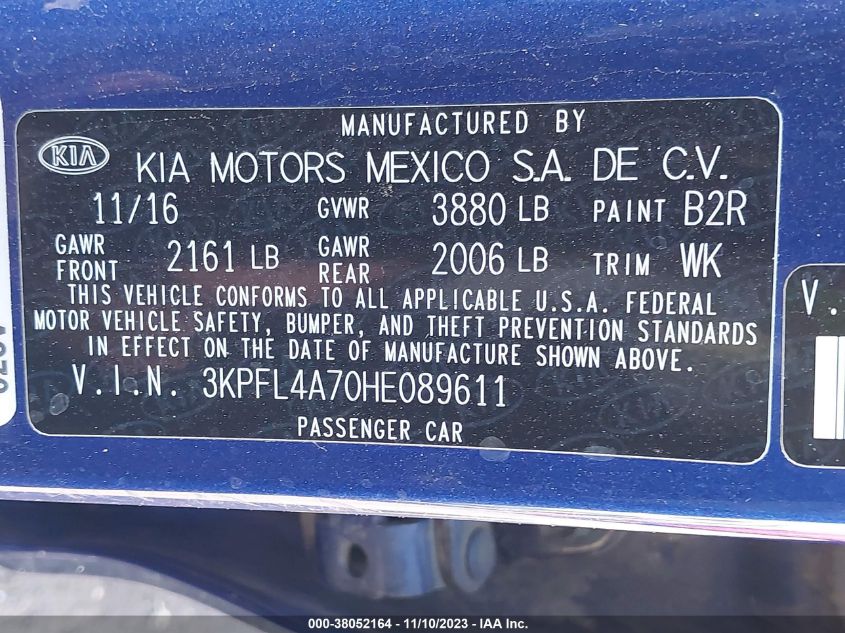 MANUFACTURED BY
KIA KIA MOTORS MEXICO S.A. DE C.V.
11/16 GVWR 3880 LB PAINT B2R
GAWR FRONT 2161 LB GAWR REAR 2006 LB TRIM WK
THIS VEHICLE CONFORMS TO ALL APPLICABLE U.S.A. FEDERAL
MOTOR VEHICLE SAFETY, BUMPER, AND THEFT PREVENTION STANDARDS
IN EFFECT ON THE DATE OF MANUFACTURE SHOWN ABOVE.
V.I.N. 3KPFL4A70HE089611
PASSENGER CAR
V.
000-38052164 - 11/10/2023 - IAA Inc.